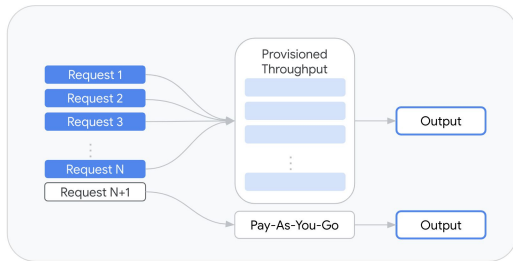 Provisioned
Throughput
Request 1
Request 2
Request 3
Request N
Request N+1
Output
Pay-As-You-Go
Output